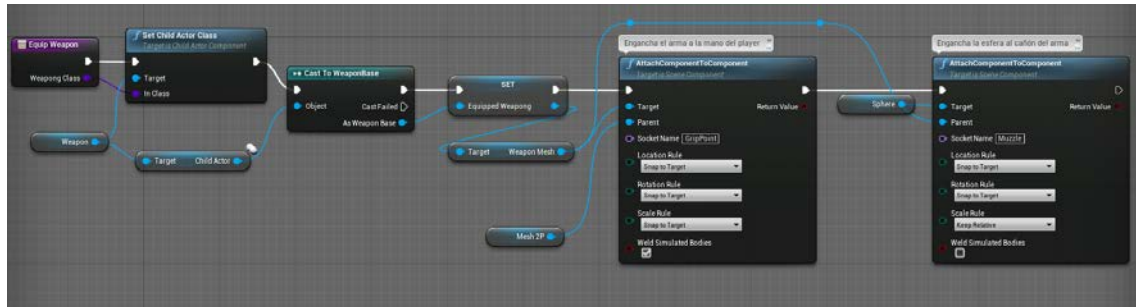 Equip Weapon
Weapong Class
Set Child Actor Class
Target is Child Actor Component
Target
In Class
Weapon
Target Child Actor
Cast To WeaponBase
Object Cast Failed
As Weapon Base
SET
Equipped Weapong
Target Weapon Mesh
Mesh 2P
Engancha el arma a la mano del player
AttachComponentToComponent
Target is Scene Component
Target Return Value
Parent
Socket Name GripPoint
Location Rule
Snap to Target
Rotation Rule
Snap to Target
Scale Rule
Snap to Target
Weld Simulated Bodies
Sphere
Engancha la esfera al cañón del arma
AttachComponentToComponent
Target is Scene Component
Target Return Value
Parent
Socket Name Muzzle
Location Rule
Snap to Target
Rotation Rule
Snap to Target
Scale Rule
Keep Relative
Weld Simulated Bodies